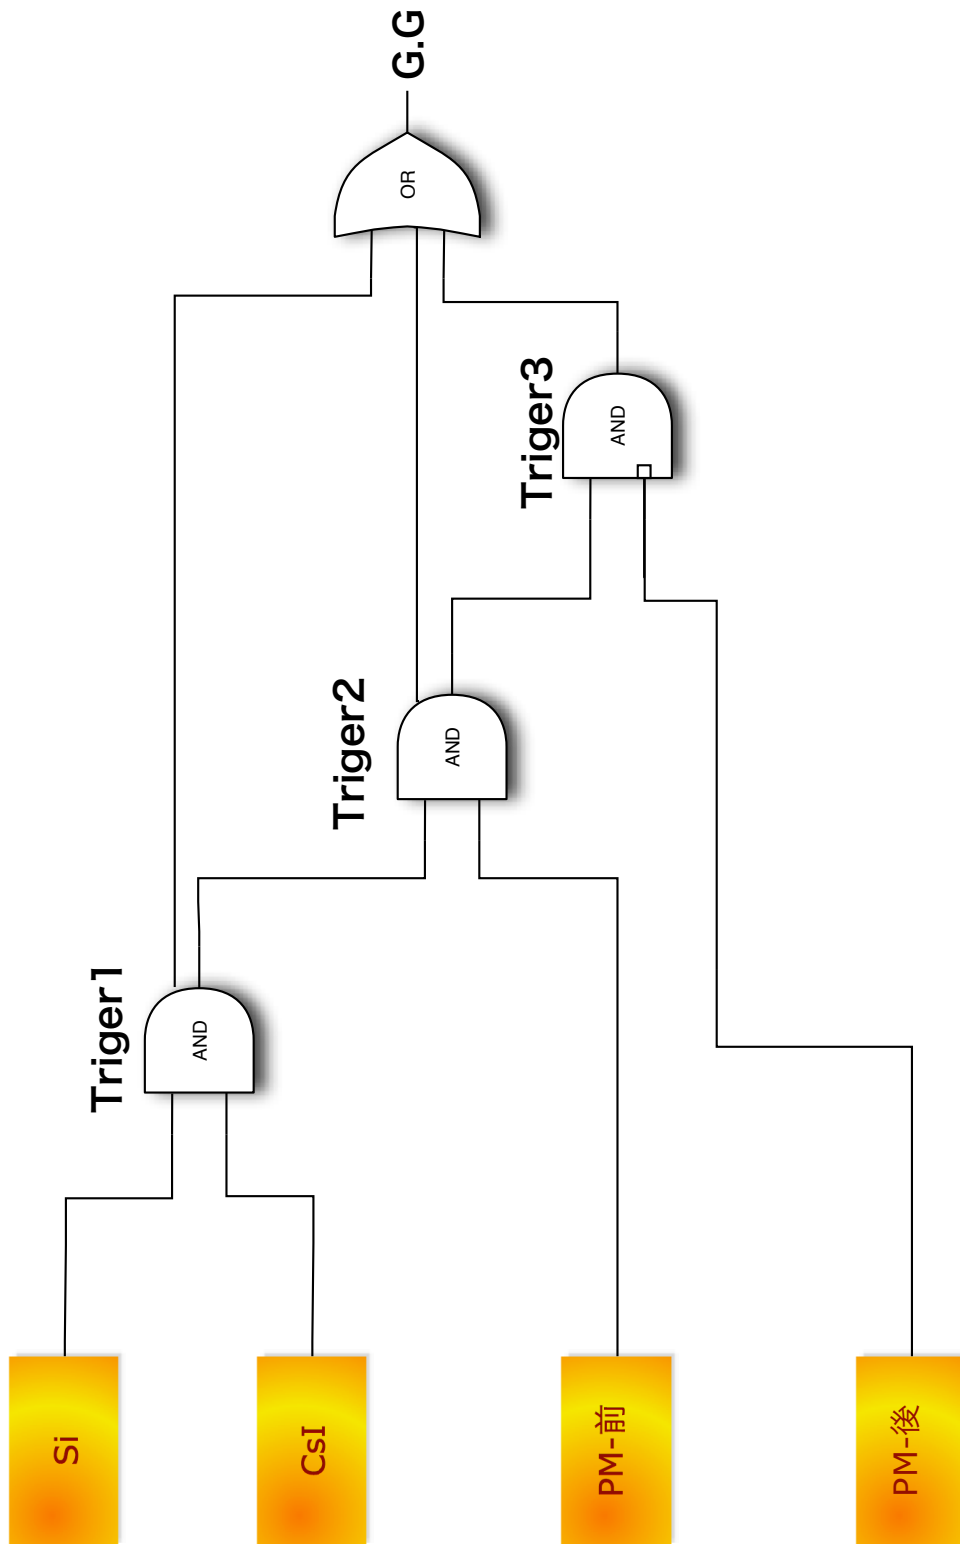 Si
CsI
PM-前
PM-後
Triger1
AND
Triger2
AND
Triger3
AND
OR
G.G